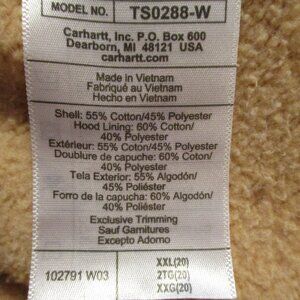 MODEL NO. TS0288-W
Carhartt, Inc. P.O. Box 600
Dearborn, MI 48121 USA
carhartt.com
Made in Vietnam
Fabriqué au Vietnam
Hecho en Vietnam
Shell: 55% Cotton/45% Polyester
Hood Lining: 60% Cotton/
40% Polyester
Extérieur: 55% Coton/45% Polyester
Doublure de capuche: 60% Coton/
40% Polyester
Tela Exterior: 55% Algodón/
45% Poliéster
Forro de la capucha: 60% Algodón/
40% Poliéster
Exclusive Trimming
Sauf Garnitures
Excepto Adorno
102791 W03
XXL(20)
2TG(20)
XXG(20)